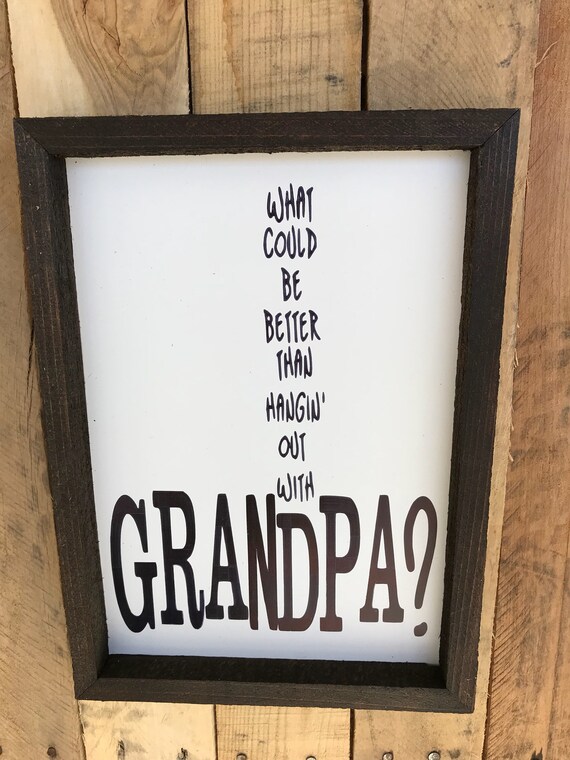 WHAT
COULD
BE
BETTER
THAN
HANGIN'
OUT
WITH
GRANDPA?